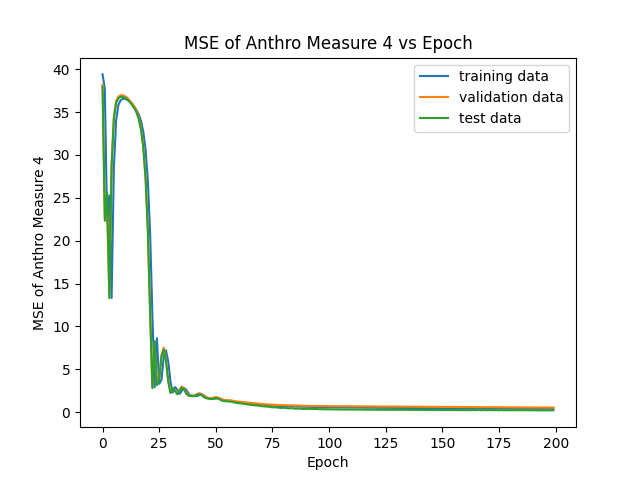 MSE of Anthro Measure 4 vs Epoch
MSE of Anthro Measure 4
40
35
30
25
20
15
10
5
0
training data
validation data
test data
0 25 50 75 100 125 150 175 200
Epoch